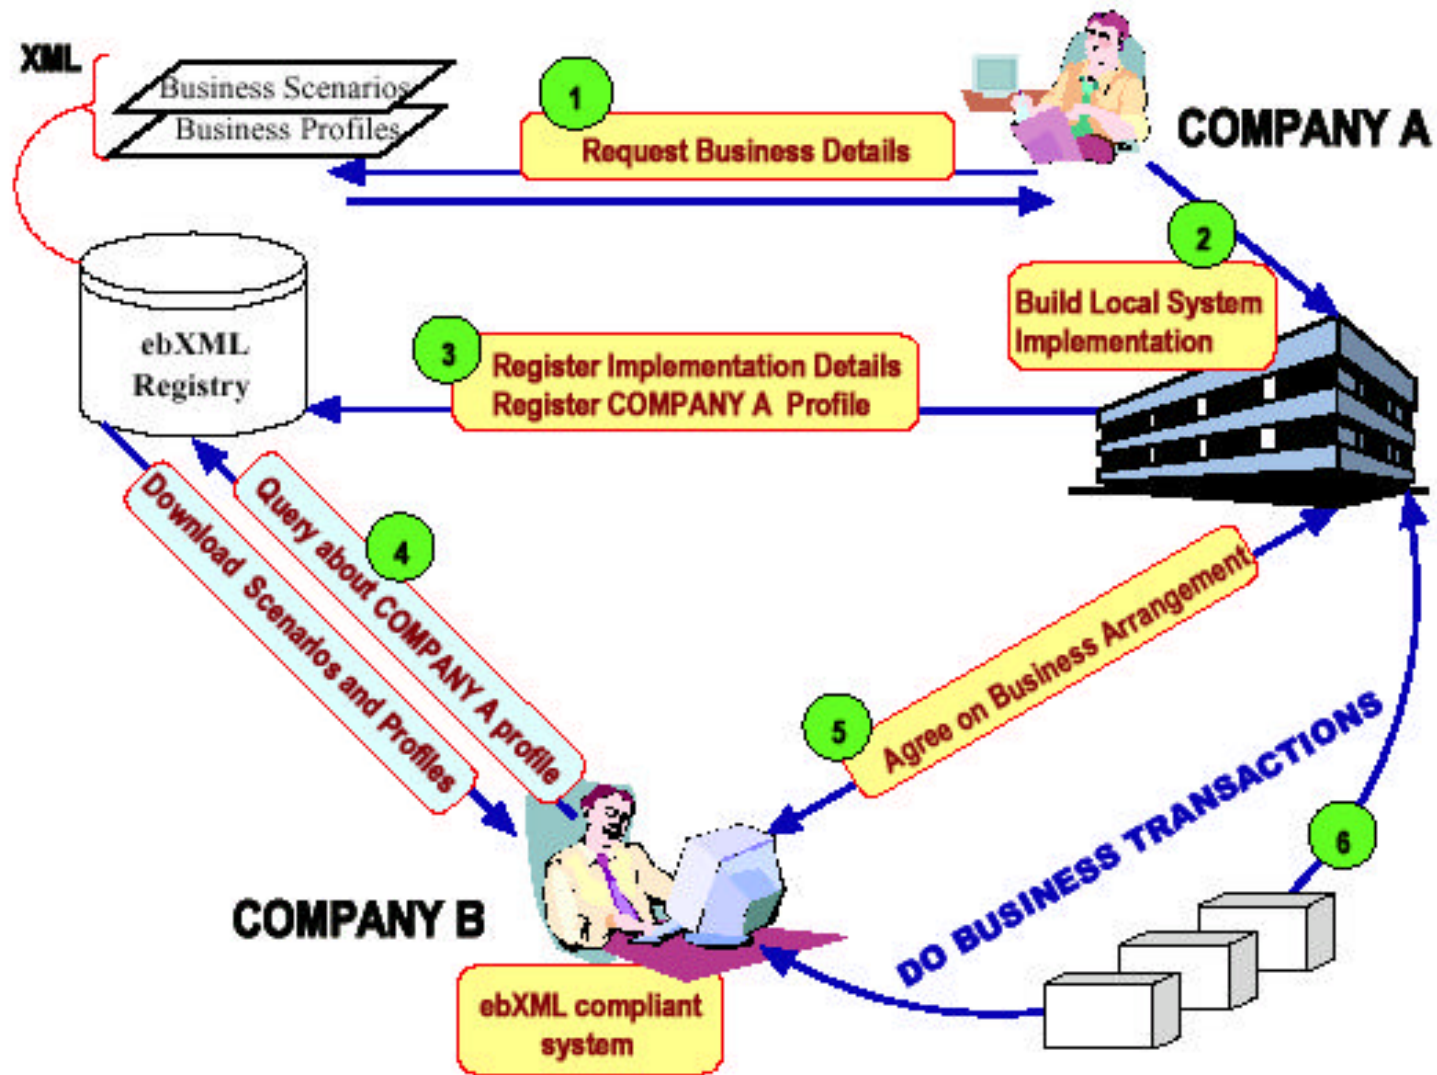 XML
Business Scenarios
Business Profiles
1
Request Business Details
COMPANY A
2
Build Local System
Implementation
ebXML
Registry
3
Register Implementation Details
Register COMPANY A Profile
4
Query about COMPANY A profile
Download Scenarios and Profiles
5
Agree on Business Arrangement
6
DO BUSINESS TRANSACTIONS
COMPANY B
ebXML compliant
system